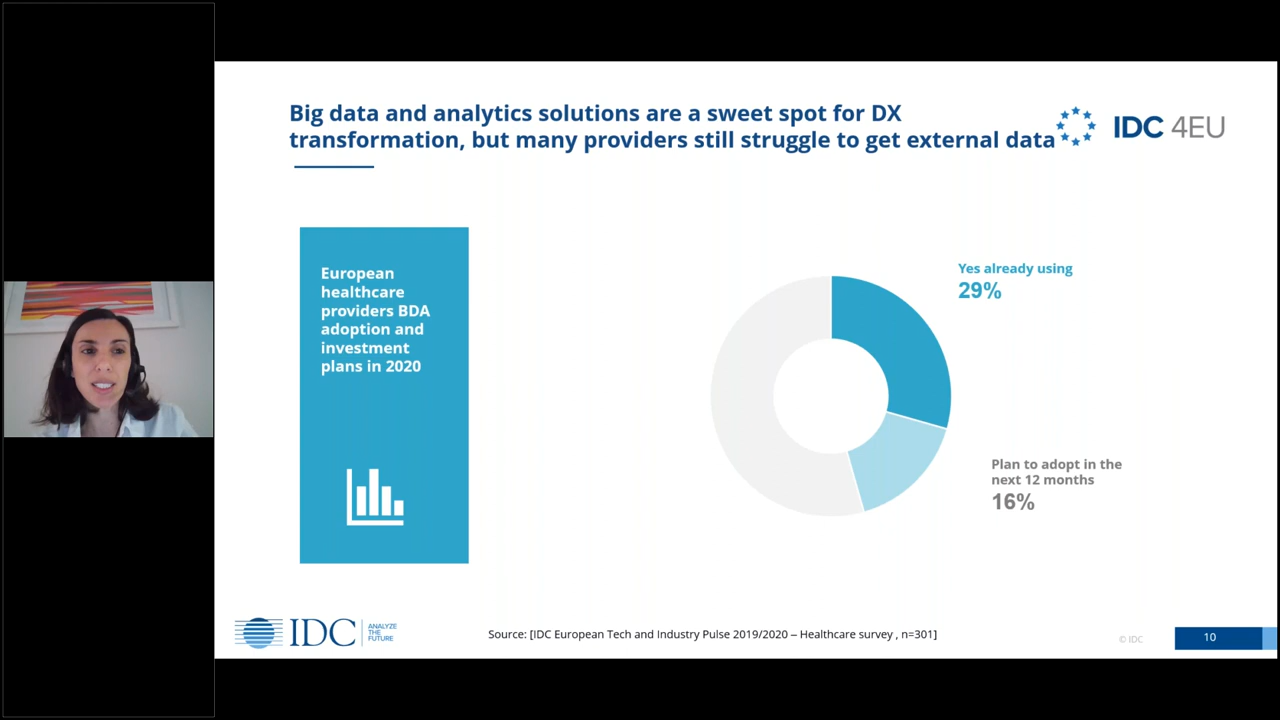 Big data and analytics solutions are a sweet spot for DX
transformation, but many providers still struggle to get external data
IDC 4EU
European
healthcare
providers BDA
adoption and
investment
plans in 2020
Yes already using
29%
Plan to adopt in the
next 12 months
16%
IDC
ANALYZE
THE
FUTURE
Source: [IDC European Tech and Industry Pulse 2019/2020 – Healthcare survey , n=301]
© IDC
10